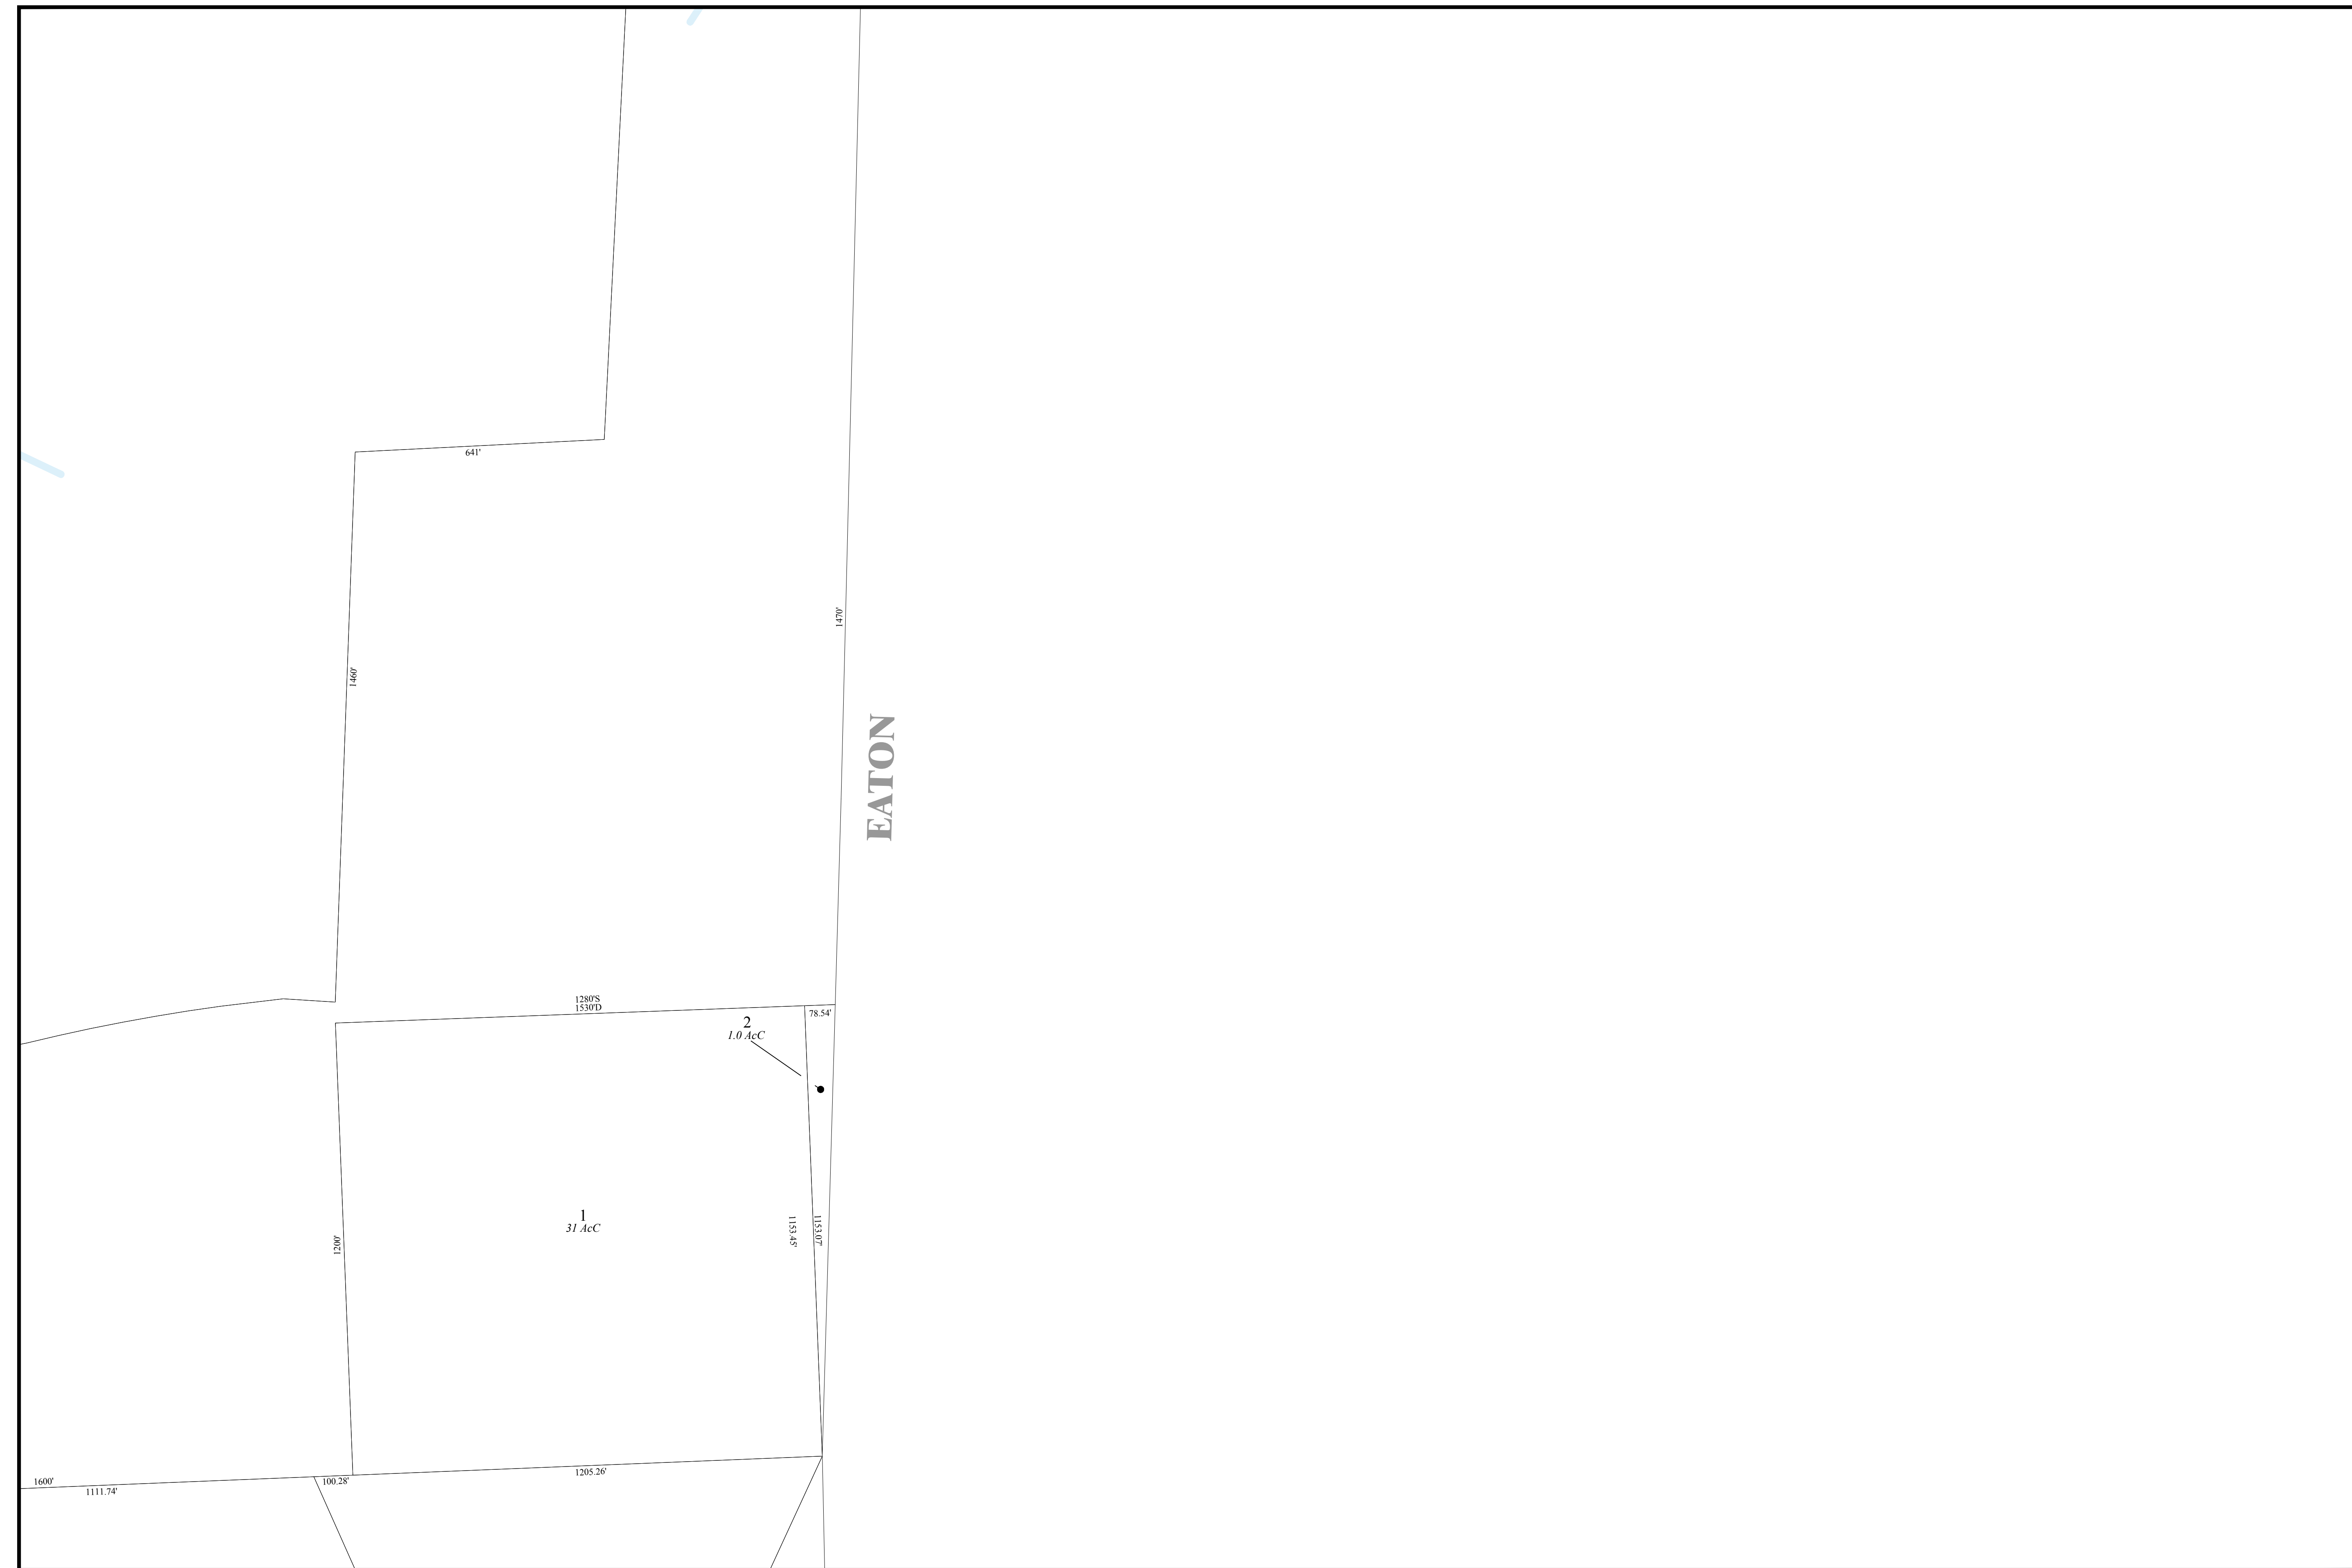 641'
1470'
1460'
EATON
1280'S
1530'D
78.54'
2
1.0 AcC
1
31 AcC
1200'
1153.45'
1153.07'
1205.26'
100.28'
1600'
1111.74'